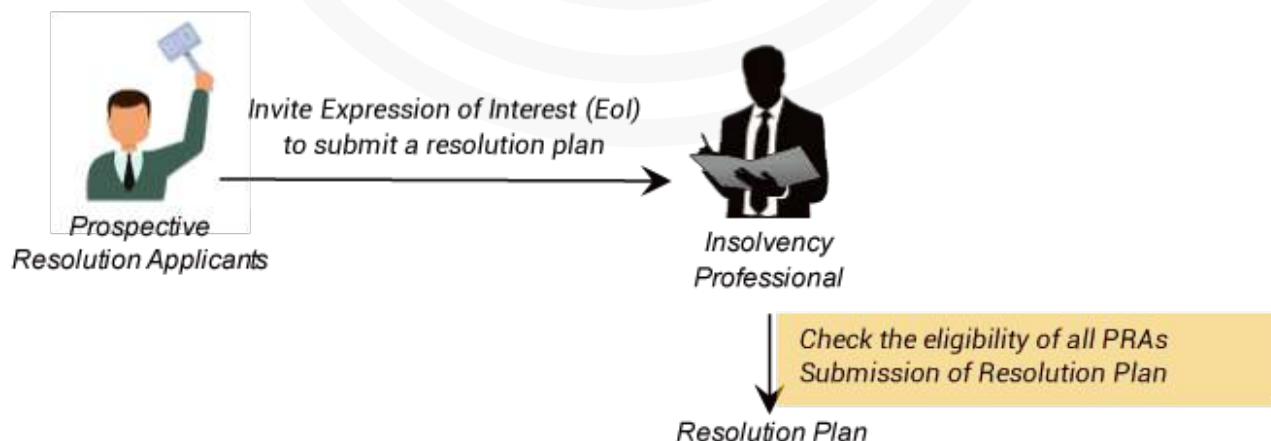 Invite Expression of Interest (EoI)
to submit a resolution plan
Prospective
Resolution Applicants
Insolvency
Professional
Check the eligibility of all PRAs
Submission of Resolution Plan
Resolution Plan